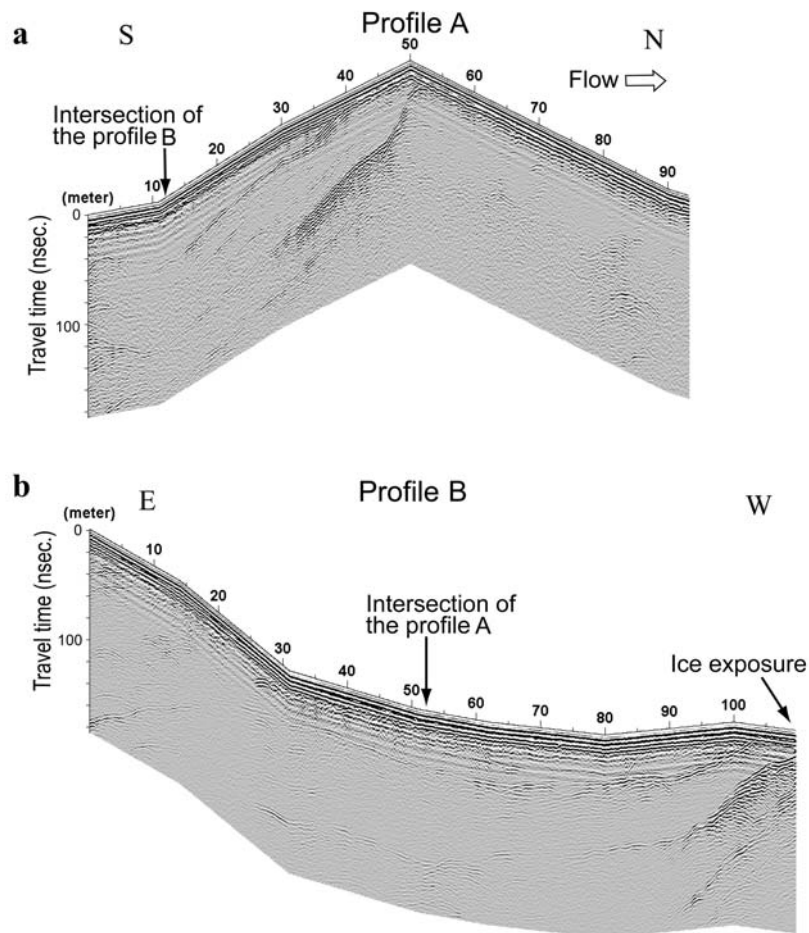 a
S
Profile A
N
Flow
Intersection of
the profile B
(meter)
10
20
30
40
50
60
70
80
90
0
100
Travel time (nsec.)
b
E
Profile B
W
(meter)
0
10
20
30
40
50
60
70
80
90
100
Intersection of
the profile A
Ice exposure
100
Travel time (nsec.)